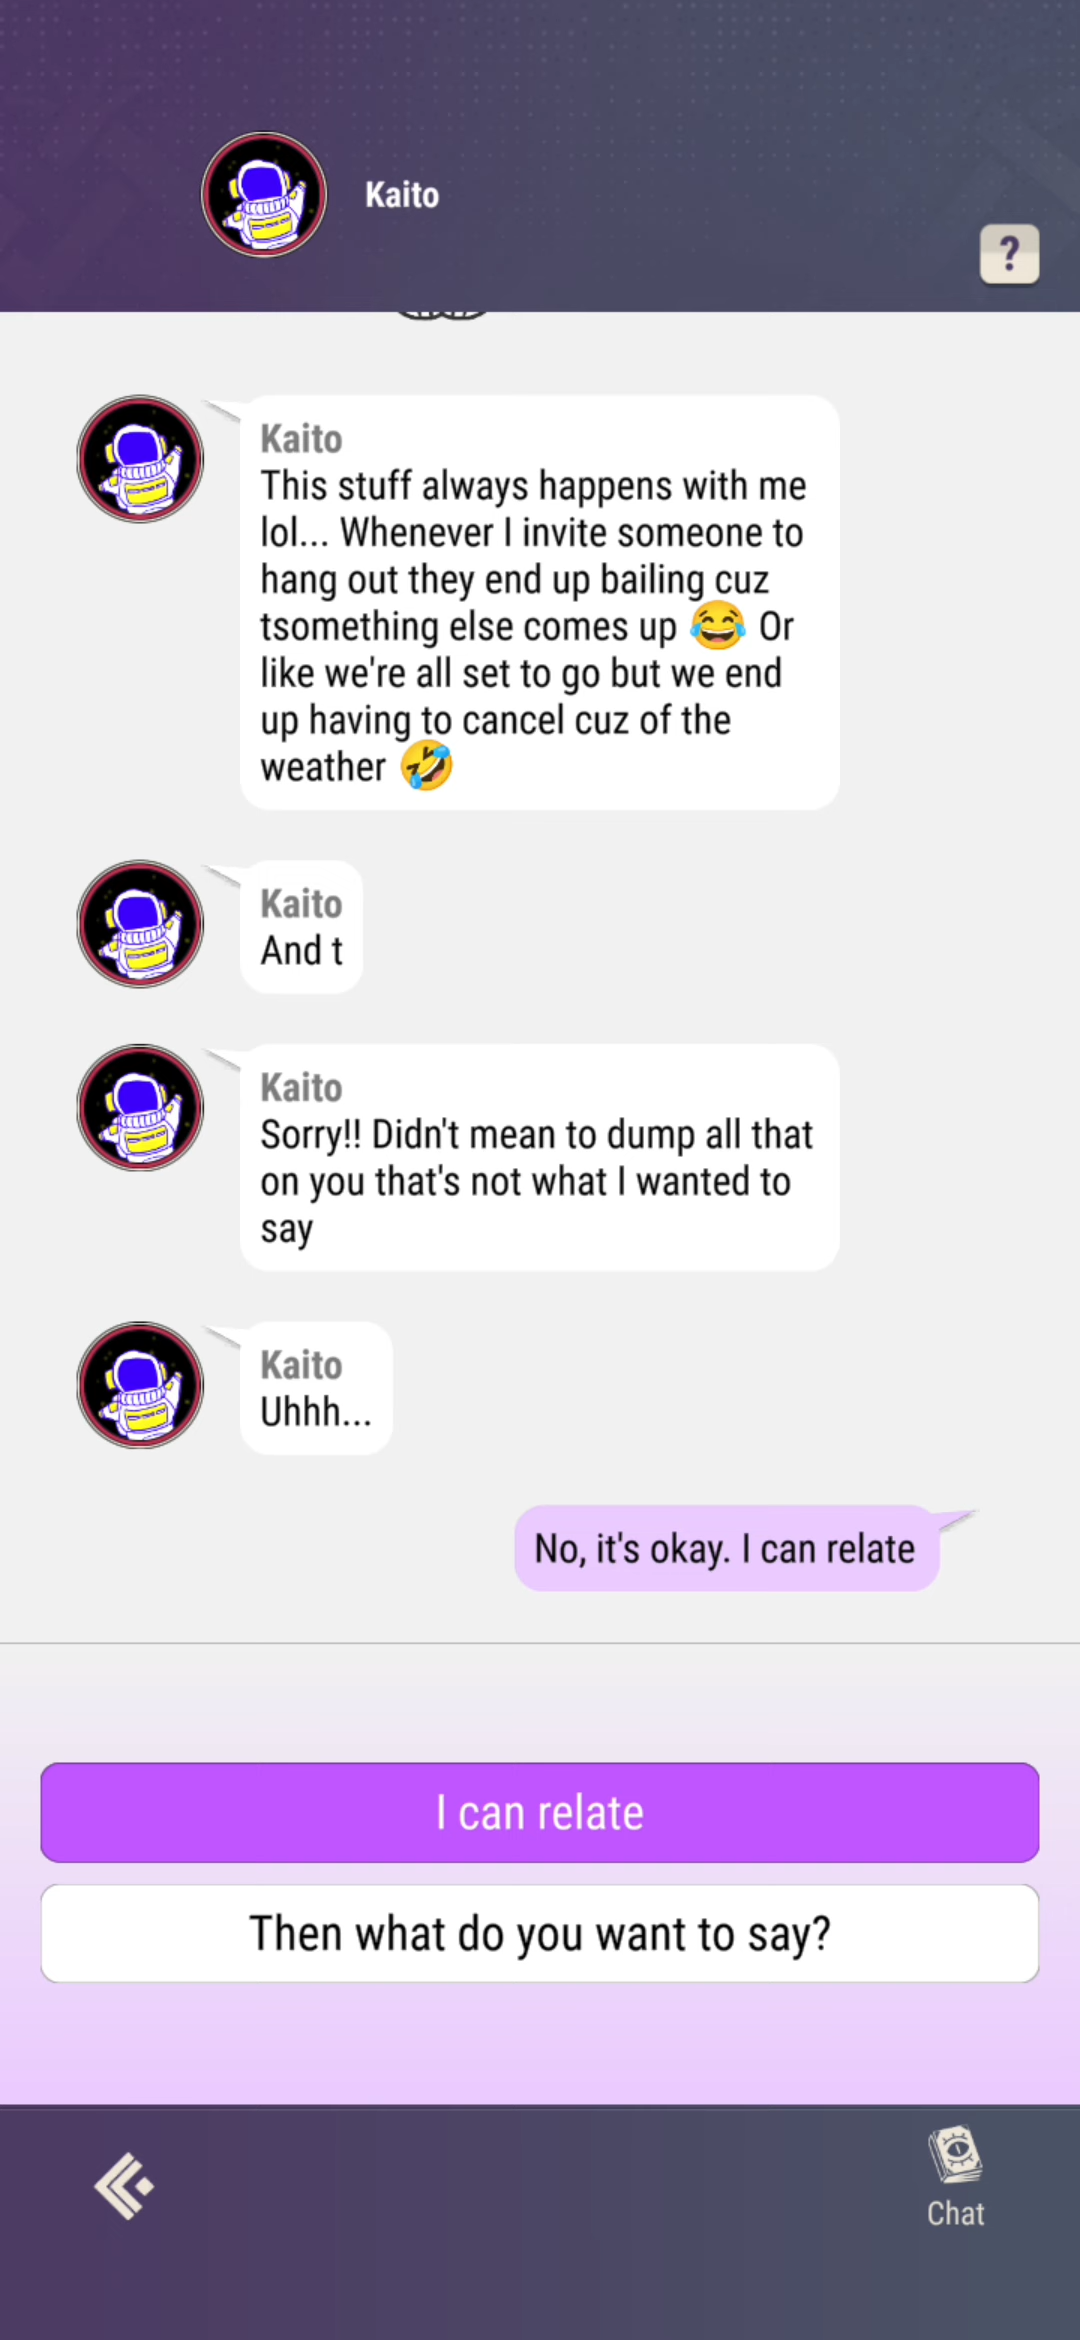 Kaito
?
Kaito
This stuff always happens with me
lol... Whenever I invite someone to
hang out they end up bailing cuz
tsomething else comes up 😂 Or
like we're all set to go but we end
up having to cancel cuz of the
weather 🤣
Kaito
And t
Kaito
Sorry!! Didn't mean to dump all that
on you that's not what I wanted to
say
Kaito
Uhhh...
No, it's okay. I can relate
I can relate
Then what do you want to say?
Chat